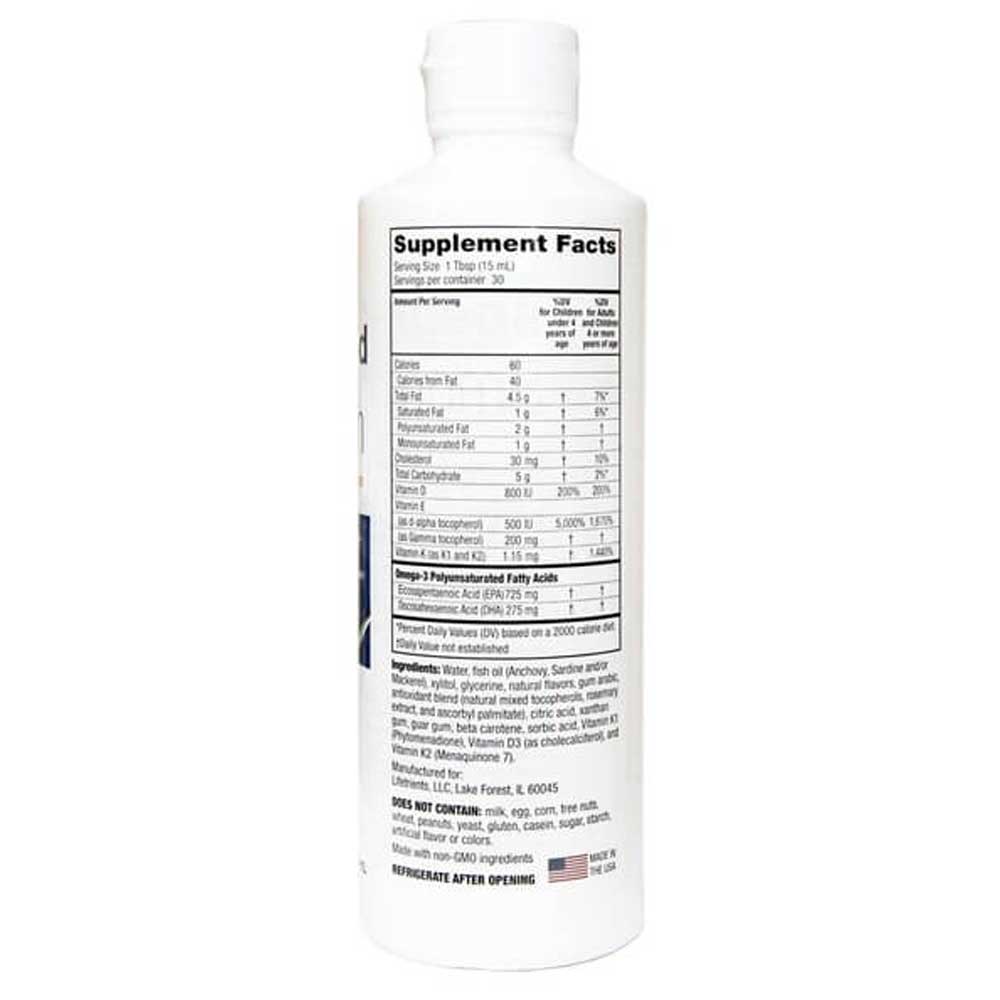 Supplement Facts
Serving Size 1 Tbsp (15 mL)
Servings per container 30
Amount Per Serving
%DV for Children under 4 years of age
%DV for Adults and Children 4 or more years of age
Calories 60
Calories from Fat 40
Total Fat 4.5 g † 7%*
Saturated Fat 1 g † 6%*
Polyunsaturated Fat 2 g † †
Monounsaturated Fat 1 g † †
Cholesterol 30 mg † 10%
Total Carbohydrate 5 g † 2%*
Vitamin D 800 IU 200% 200%
Vitamin E
(as d-alpha tocopherol) 500 IU 5,000% 1,670%
(as Gamma tocopherol) 200 mg † †
Vitamin K (as K1 and K2) 1.15 mg † 1,440%
Omega-3 Polyunsaturated Fatty Acids
Eicosapentaenoic Acid (EPA) 725 mg † †
Docosahexaenoic Acid (DHA) 275 mg † †
*Percent Daily Values (DV) based on a 2000 calorie diet.
†Daily Value not established
Ingredients: Water, fish oil (Anchovy, Sardine and/or
Mackerel), xylitol, glycerine, natural flavors, gum arabic,
antioxidant blend (natural mixed tocopherols, rosemary
extract, and ascorbyl palmitate), citric acid, xanthan
gum, guar gum, beta carotene, sorbic acid, Vitamin K1
(Phytomenadione), Vitamin D3 (as cholecalciferol), and
Vitamin K2 (Menaquinone 7).
Manufactured for:
Lifetrients, LLC, Lake Forest, IL 60045
DOES NOT CONTAIN: milk, egg, corn, tree nuts,
wheat, peanuts, yeast, gluten, casein, sugar, starch,
artificial flavor or colors.
Made with non-GMO ingredients
REFRIGERATE AFTER OPENING
MADE IN
THE USA